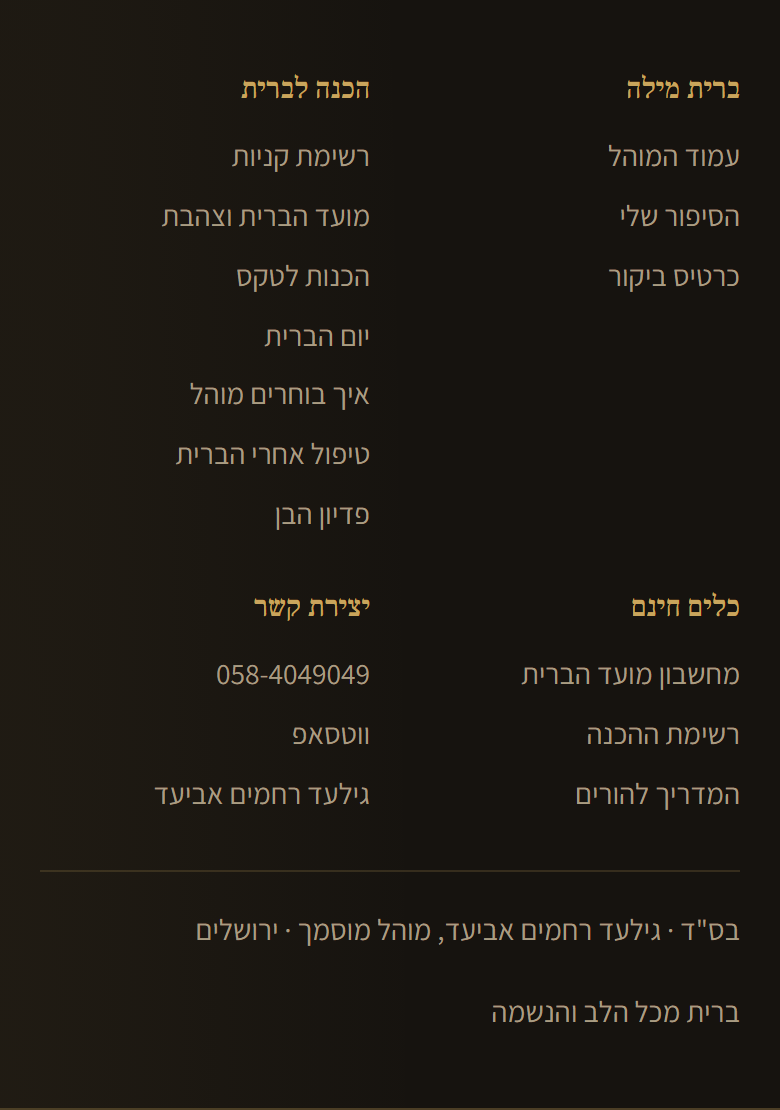 ברית מילה
עמוד המוהל
הסיפור שלי
כרטיס ביקור
הכנה לברית
רשימת קניות
מועד הברית וצהבת
הכנות לטקס
יום הברית
איך בוחרים מוהל
טיפול אחרי הברית
פדיון הבן
כלים חינם
מחשבון מועד הברית
רשימת ההכנה
המדריך להורים
יצירת קשר
058-4049049
ווטסאפ
גילעד רחמים אביעד
בס"ד · גילעד רחמים אביעד, מוהל מוסמך · ירושלים
ברית מכל הלב והנשמה